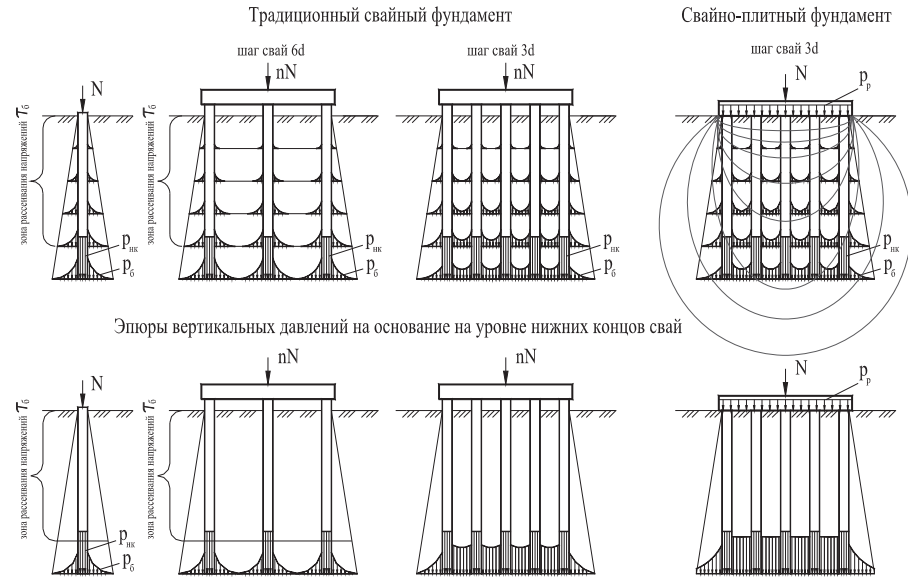 Традиционный свайный фундамент
Свайно-плитный фундамент
шаг свай 6d
шаг свай 3d
шаг свай 3d
N
nN
nN
N
pр
зона рассеивания напряжений τб
зона рассеивания напряжений τб
pнк
pб
pнк
pб
pнк
pб
pнк
pб
Эпюры вертикальных давлений на основание на уровне нижних концов свай
N
nN
nN
N
pр
зона рассеивания напряжений τб
зона рассеивания напряжений τб
pнк
pб